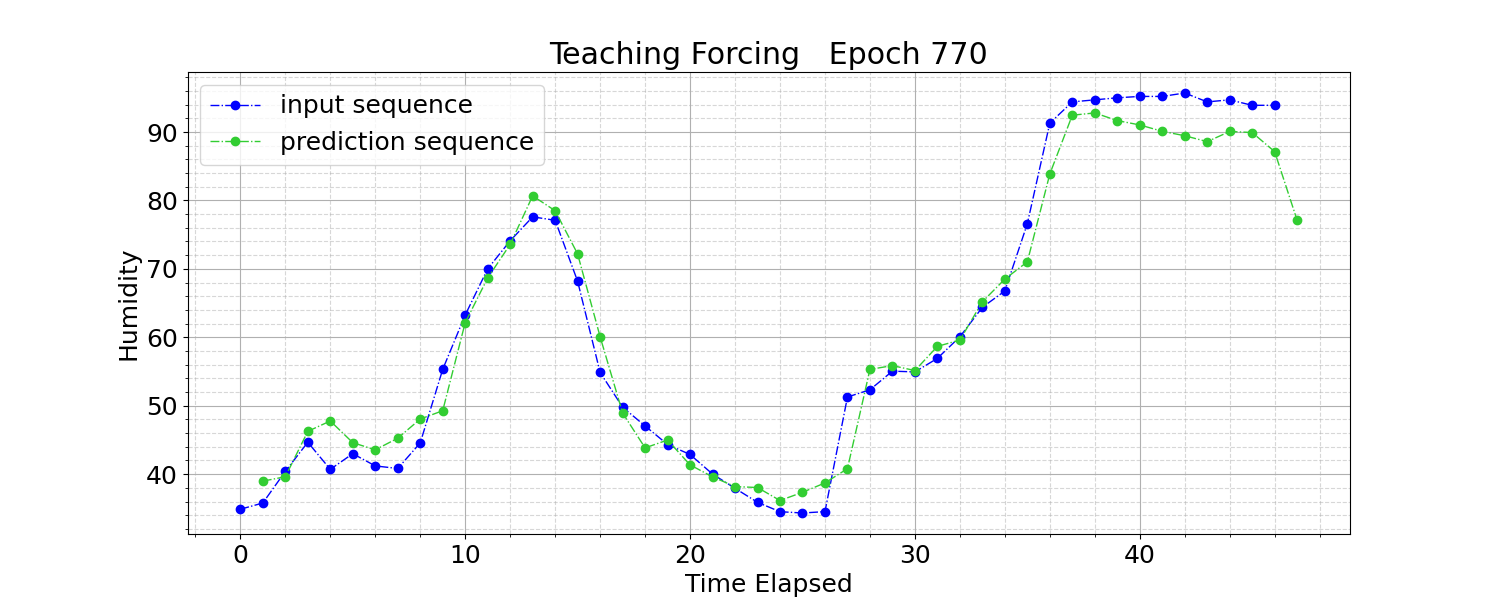 Teaching Forcing   Epoch 770
input sequence
prediction sequence
Humidity
90
80
70
60
50
40
0 10 20 30 40
Time Elapsed